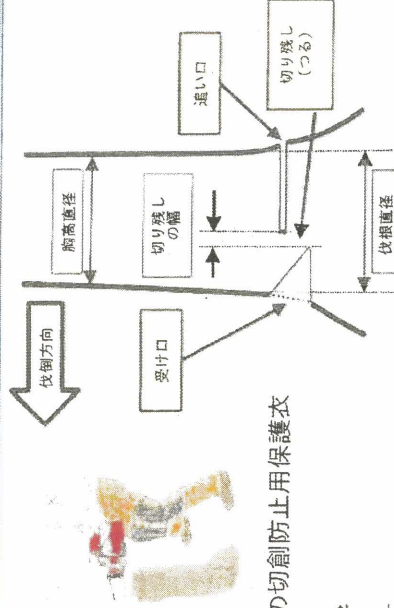 伐倒方向
胸高直径
切り残し
の幅
受け口
追い口
切り残し
(つる)
伐根直径
の切創防止用保護衣